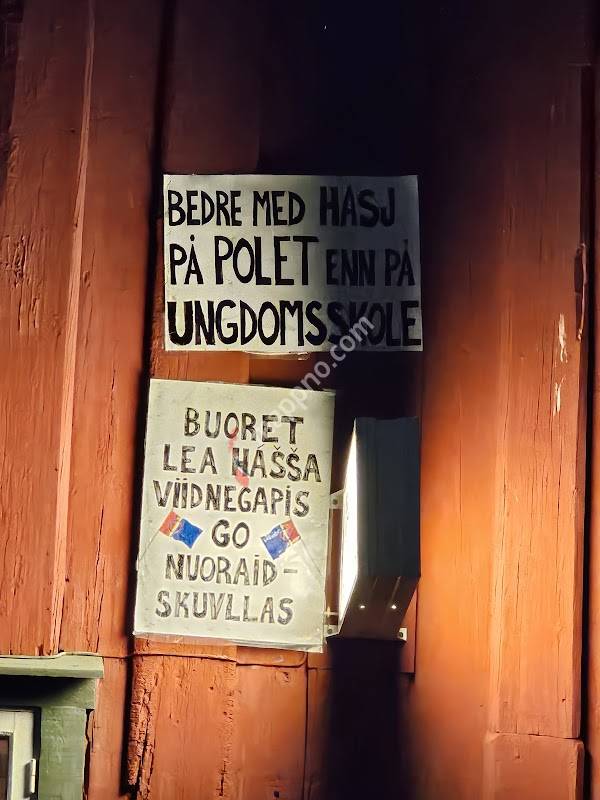 BEDRE MED HASJ
PÅ POLET ENN PÅ
UNGDOMSSKOLE
BUORET
LEA HÁŠŠA
VIIDNEGAPIS
GO
NUORAID-
SKUVLLAS